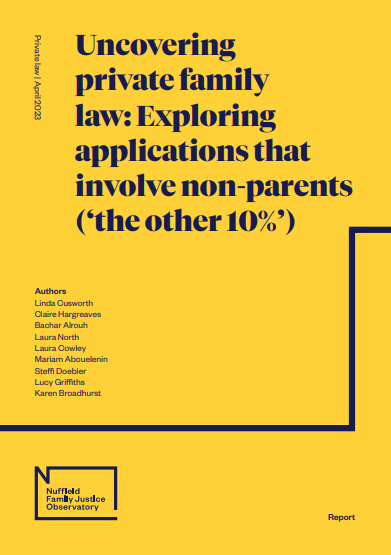 Private law | April 2023
Uncovering
private family
law: Exploring
applications that
involve non-parents
(‘the other 10%’)
Authors
Linda Cusworth
Claire Hargreaves
Bachar Alrouh
Laura North
Laura Cowley
Mariam Abouelenin
Steffi Doebler
Lucy Griffiths
Karen Broadhurst
N
Nuffield
Family Justice
Observatory
Report